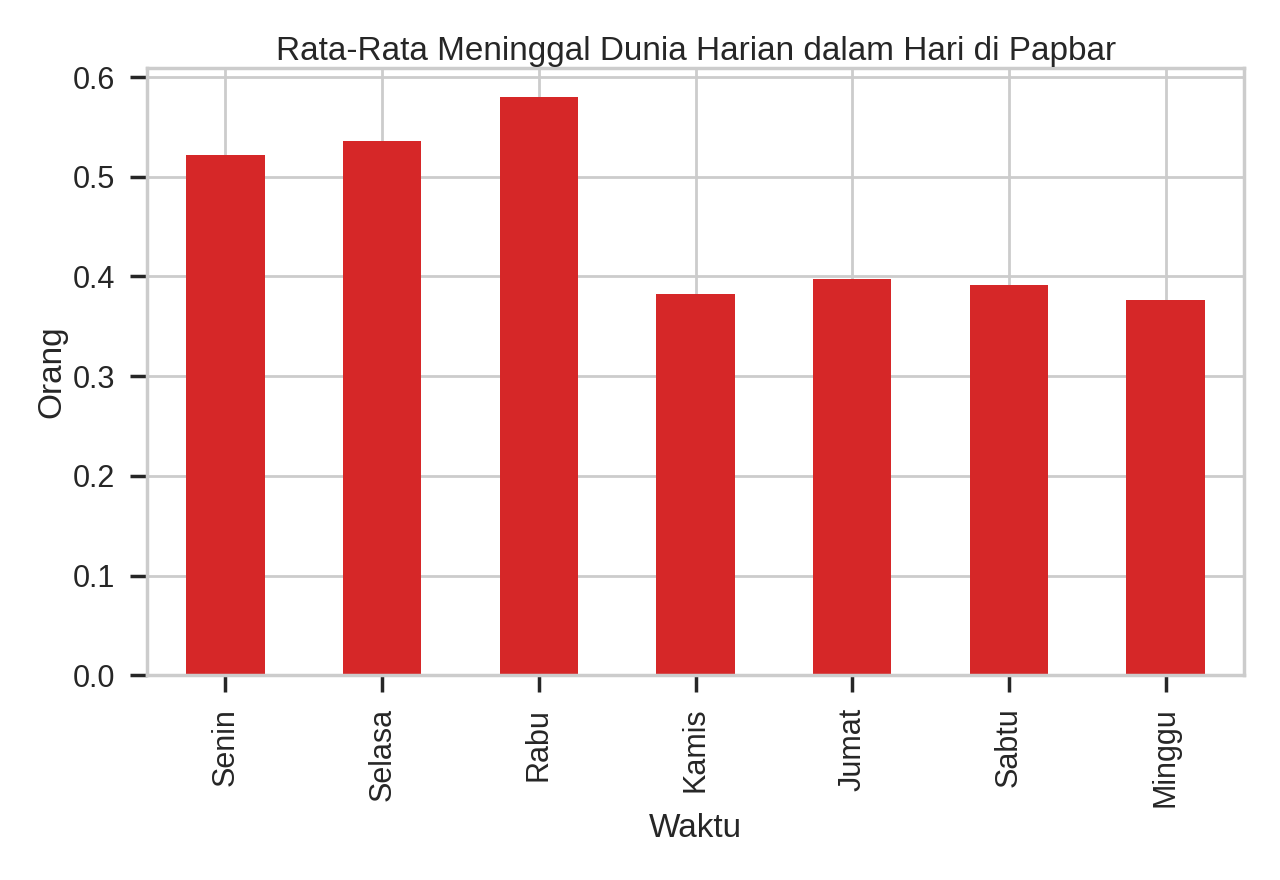 Rata-Rata Meninggal Dunia Harian dalam Hari di Papbar
0.6
0.5
0.4
0.3
0.2
0.1
0.0
Orang
Senin
Selasa
Rabu
Kamis
Jumat
Sabtu
Minggu
Waktu